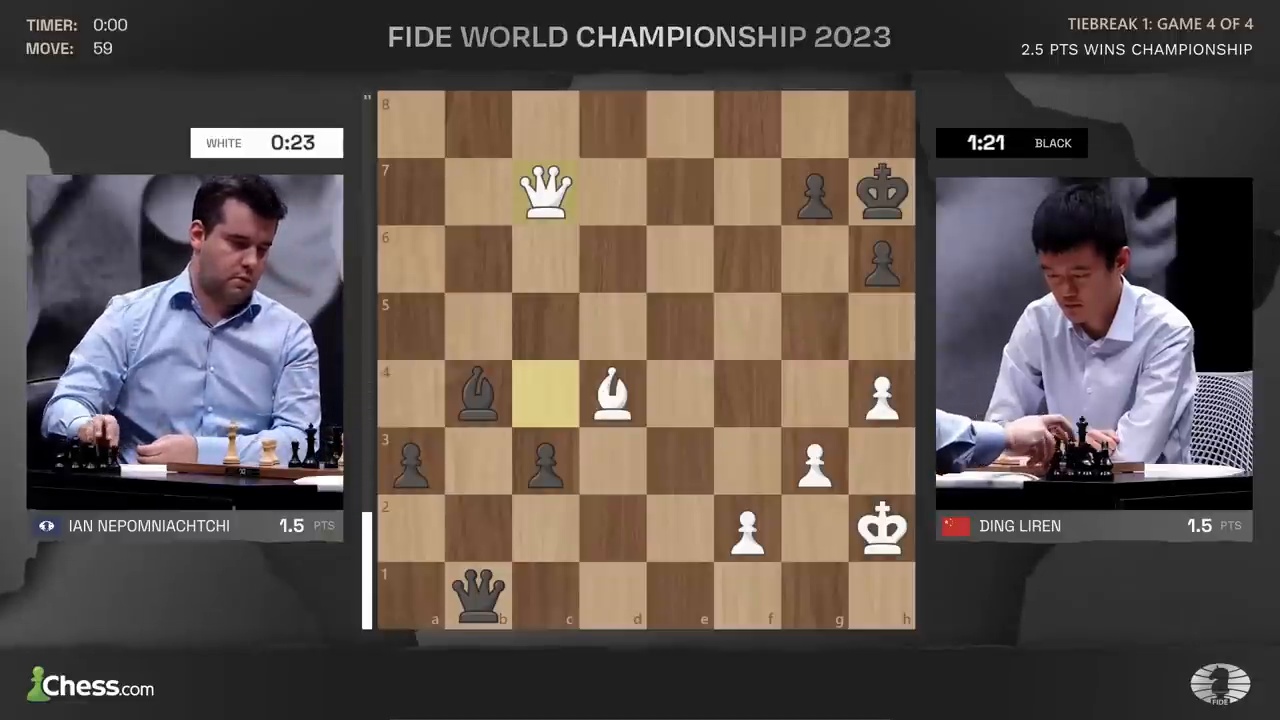 TIMER: 0:00
MOVE: 59
FIDE WORLD CHAMPIONSHIP 2023
TIEBREAK 1: GAME 4 OF 4
2.5 PTS WINS CHAMPIONSHIP
WHITE 0:23
1:21 BLACK
8
7
6
5
4
3
2
1
a b c d e f g h
IAN NEPOMNIACHTCHI 1.5 PTS
DING LIREN 1.5 PTS
Chess.com
FIDE